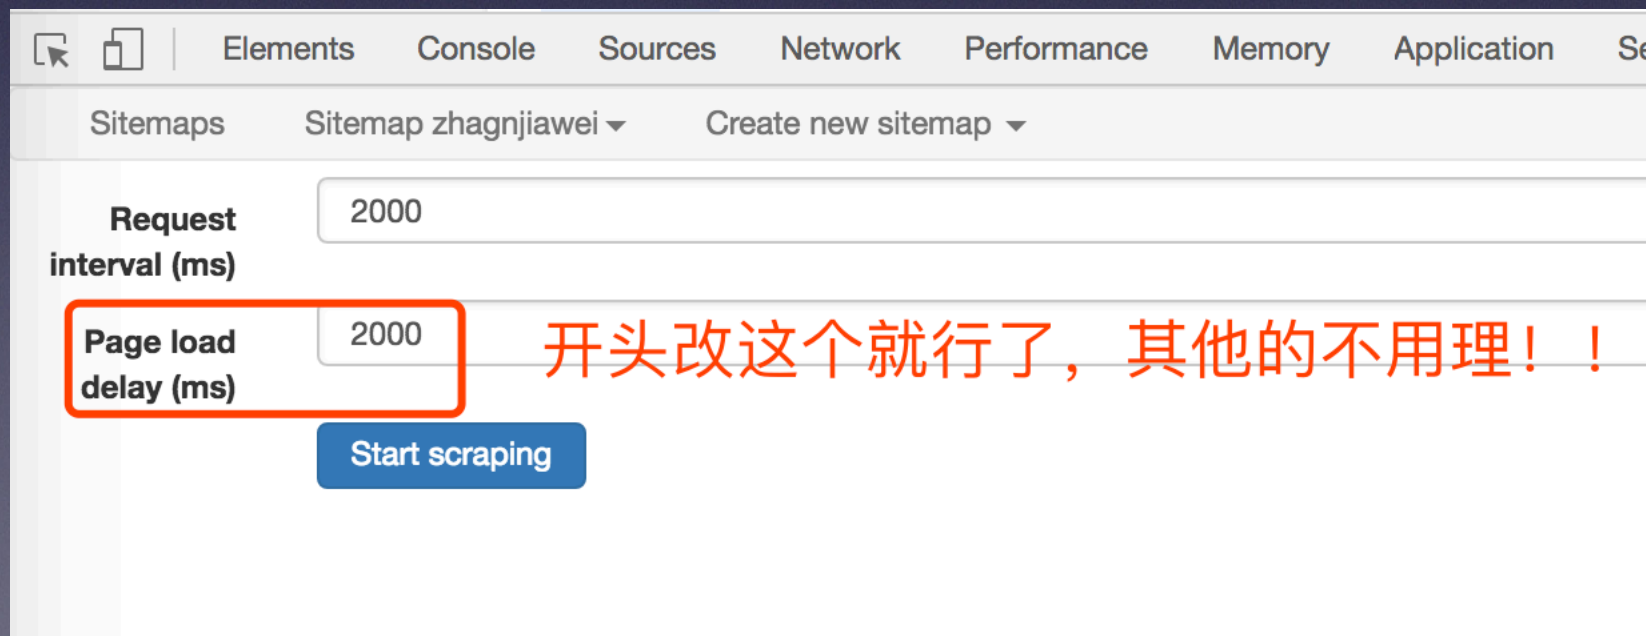 Elements Console Sources Network Performance Memory Application Se
Sitemaps Sitemap zhagnjiawei Create new sitemap
Request
interval (ms)
2000
Page load
delay (ms)
2000
开头改这个就行了，其他的不用理！！
Start scraping